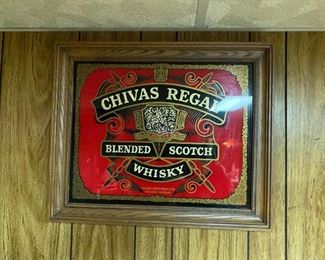 CHIVAS REGAL
BLENDED SCOTCH
WHISKY